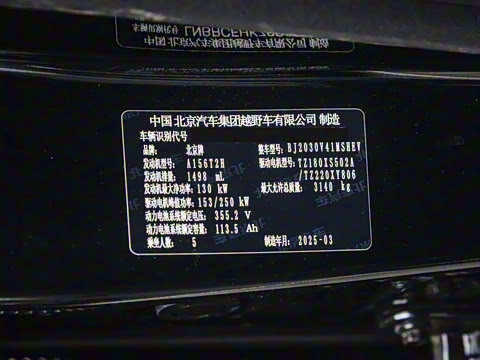 中国 北京汽车集团越野车有限公司 制造
车辆识别代号
品牌: 北京牌 整车型号: BJ2030V41MSHEV
发动机型号: A156T2H 驱动电机型号: TZ180XS502A
发动机排量: 1498 mL /TZ220XY806
发动机最大净功率: 130 kW 最大允许总质量: 3140 kg
驱动电机峰值功率: 153/250 kW
动力电池系统额定电压: 355.2 V
动力电池系统额定容量: 113.5 Ah
乘坐人数: 5 制造年月: 2025-03